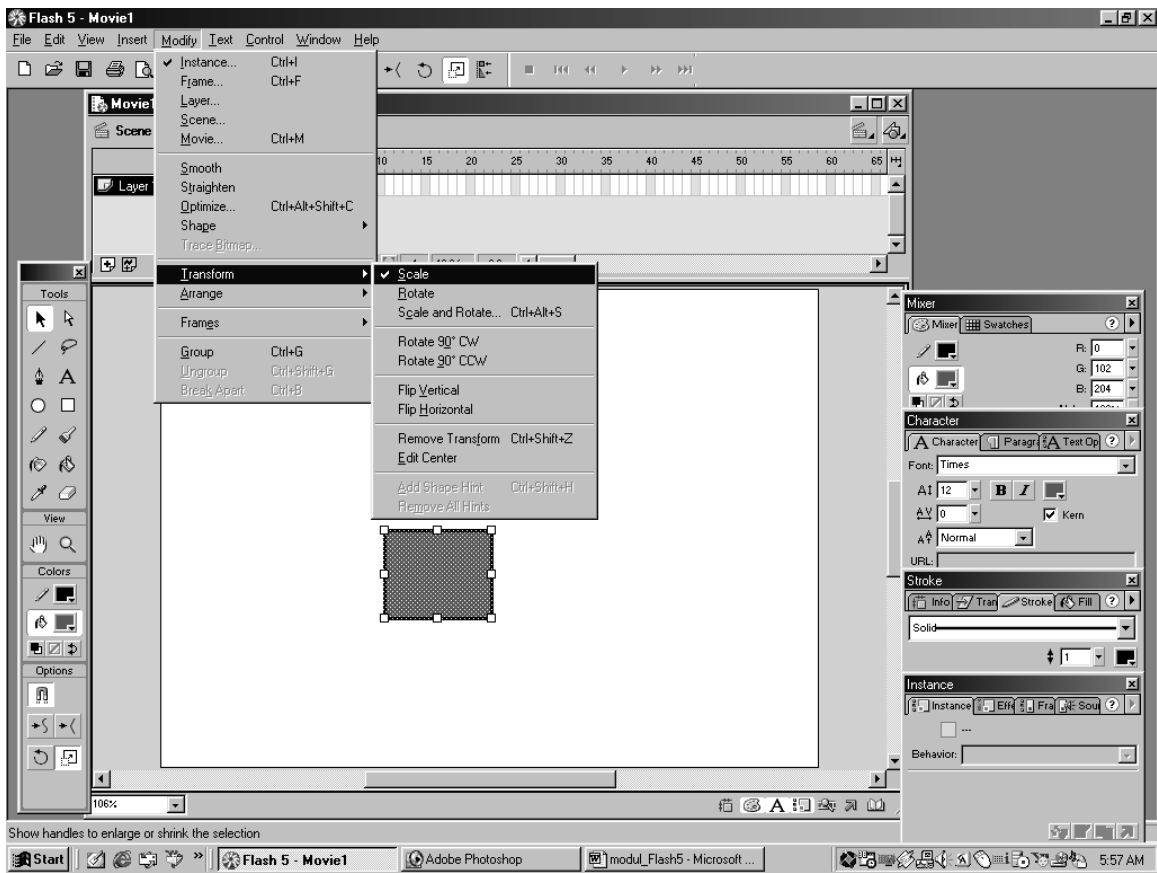 Flash 5 - Movie1
File Edit View Insert Modify Text Control Window Help
Movie1
Scene
10 15 20 25 30 35 40 45 50 55 60 65
Layer
Instance... Ctrl+I
Frame... Ctrl+F
Layer...
Scene...
Movie... Ctrl+M
Smooth
Straighten
Optimize... Ctrl+Alt+Shift+C
Shape
Trace Bitmap...
Transform
Arrange
Frames
Group Ctrl+G
Ungroup Ctrl+Shift+G
Break Apart Ctrl+B
Scale
Rotate
Scale and Rotate... Ctrl+Alt+S
Rotate 90° CW
Rotate 90° CCW
Flip Vertical
Flip Horizontal
Remove Transform Ctrl+Shift+Z
Edit Center
Add Shape Hint Ctrl+Shift+H
Remove All Hints
Tools
View
Colors
Options
Mixer
Mixer Swatches
R: 0
G: 102
B: 204
Character
Character Paragr Text Op
Font: Times
12 B I
0 Kern
Normal
URL:
Stroke
Info Tran Stroke Fill
Solid
1
Instance
Instance Effe Fra Sou
---
Behavior:
106%
Show handles to enlarge or shrink the selection
Start » Flash 5 - Movie1 Adobe Photoshop modul_Flash5 - Microsoft ... 5:57 AM